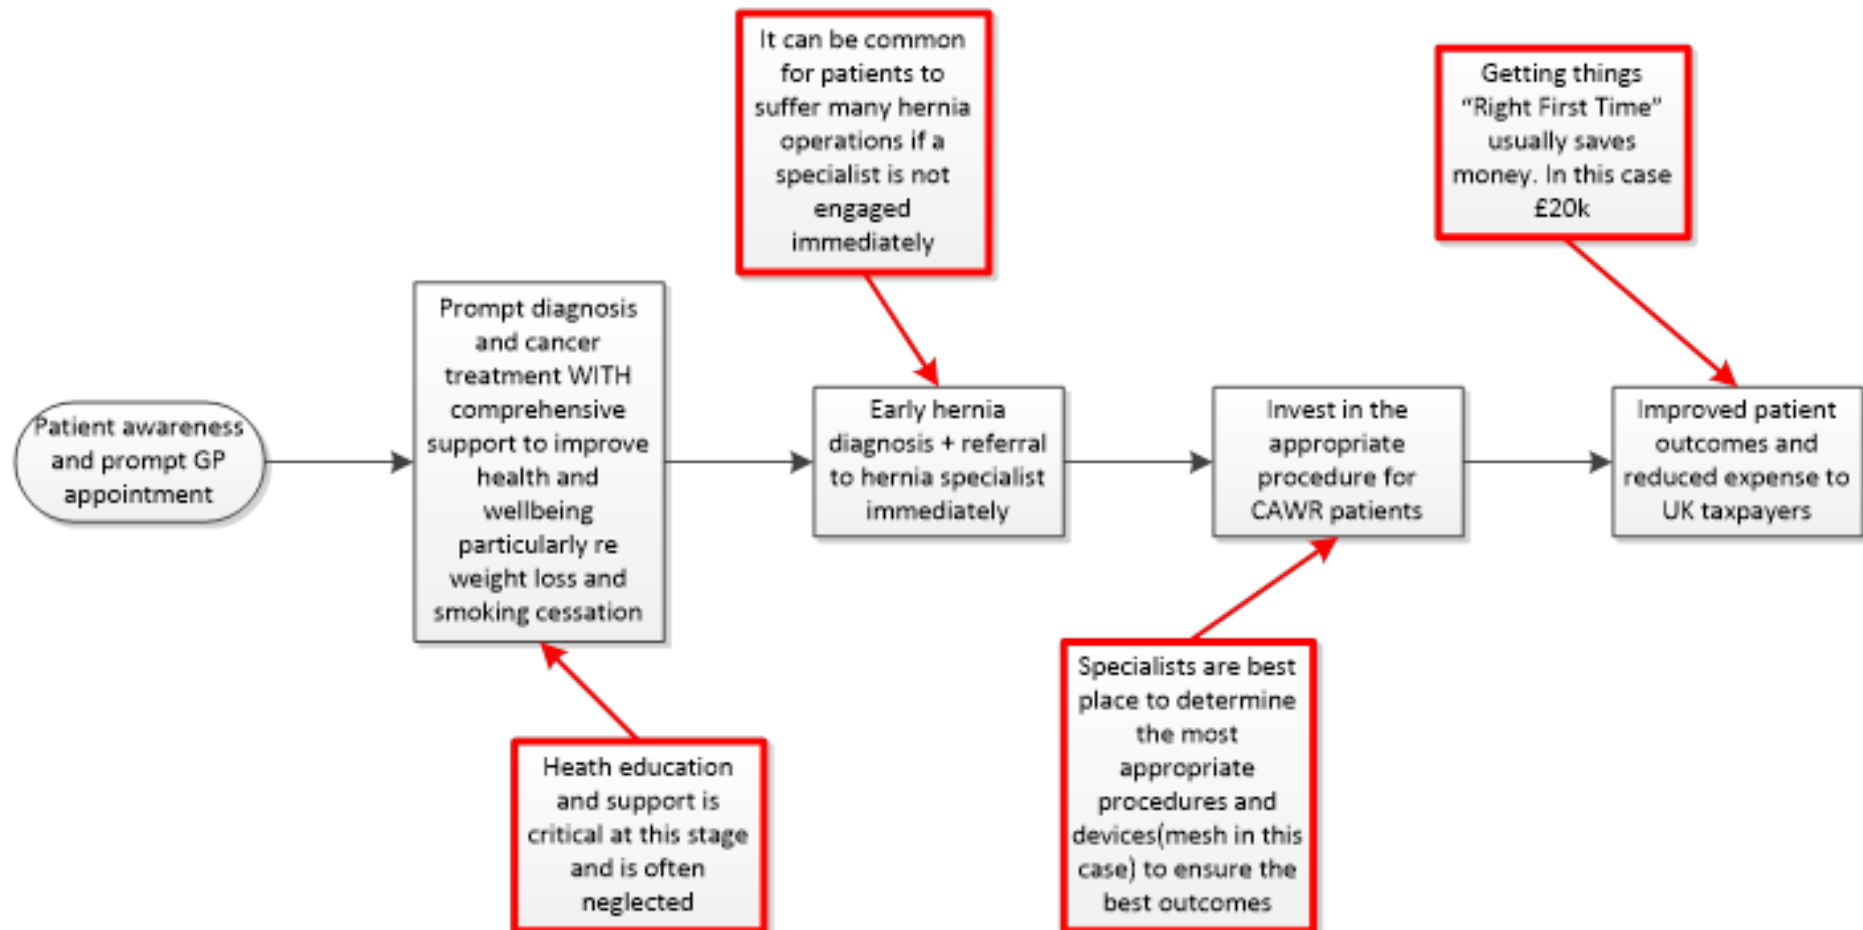 It can be common
for patients to
suffer many hernia
operations if a
specialist is not
engaged
immediately
Getting things
“Right First Time”
usually saves
money. In this case
£20k
Patient awareness
and prompt GP
appointment
Prompt diagnosis
and cancer
treatment WITH
comprehensive
support to improve
health and
wellbeing
particularly re
weight loss and
smoking cessation
Early hernia
diagnosis + referral
to hernia specialist
immediately
Invest in the
appropriate
procedure for
CAWR patients
Improved patient
outcomes and
reduced expense to
UK taxpayers
Heath education
and support is
critical at this stage
and is often
neglected
Specialists are best
place to determine
the most
appropriate
procedures and
devices(mesh in this
case) to ensure the
best outcomes